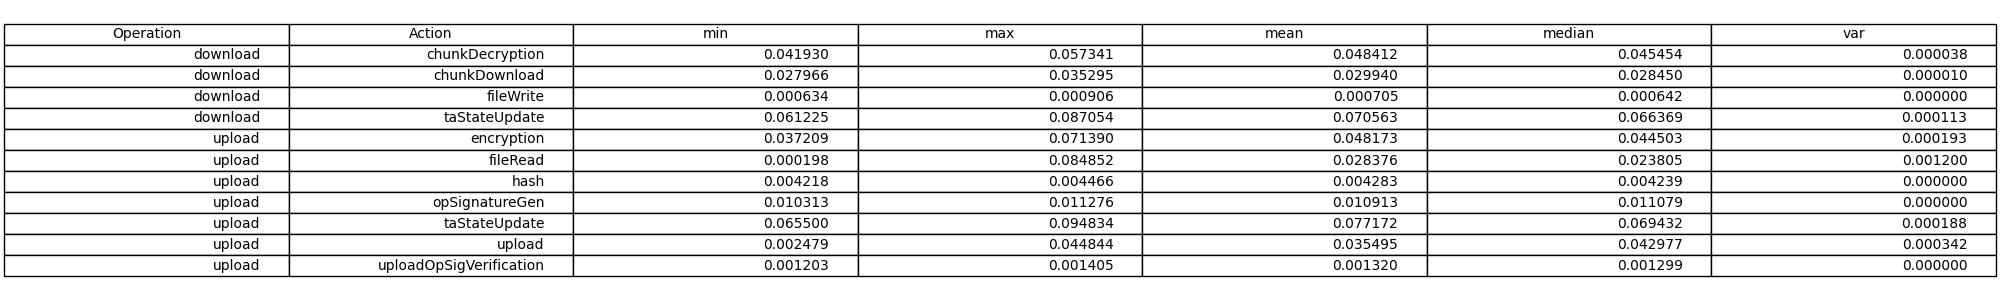 Operation Action min max mean median var
download chunkDecryption 0.041930 0.057341 0.048412 0.045454 0.000038
download chunkDownload 0.027966 0.035295 0.029940 0.028450 0.000010
download fileWrite 0.000634 0.000906 0.000705 0.000642 0.000000
download taStateUpdate 0.061225 0.087054 0.070563 0.066369 0.000113
upload encryption 0.037209 0.071390 0.048173 0.044503 0.000193
upload fileRead 0.000198 0.084852 0.028376 0.023805 0.001200
upload hash 0.004218 0.004466 0.004283 0.004239 0.000000
upload opSignatureGen 0.010313 0.011276 0.010913 0.011079 0.000000
upload taStateUpdate 0.065500 0.094834 0.077172 0.069432 0.000188
upload upload 0.002479 0.044844 0.035495 0.042977 0.000342
upload uploadOpSigVerification 0.001203 0.001405 0.001320 0.001299 0.000000